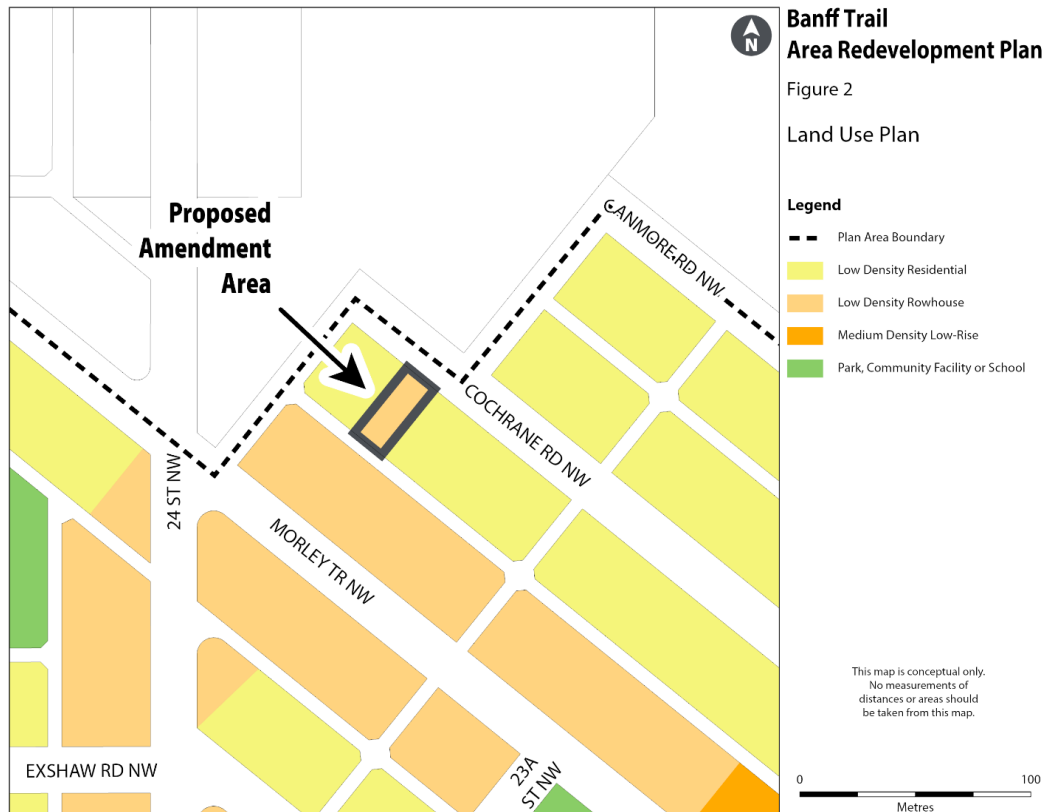 Banff Trail
Area Redevelopment Plan
Figure 2
Land Use Plan
Legend
Plan Area Boundary
Low Density Residential
Low Density Rowhouse
Medium Density Low-Rise
Park, Community Facility or School
N
Proposed
Amendment
Area
CANMORE RD NW
COCHRANE RD NW
24 ST NW
MORLEY TR NW
23A
ST NW
EXSHAW RD NW
This map is conceptual only.
No measurements of
distances or areas should
be taken from this map.
0 100
Metres